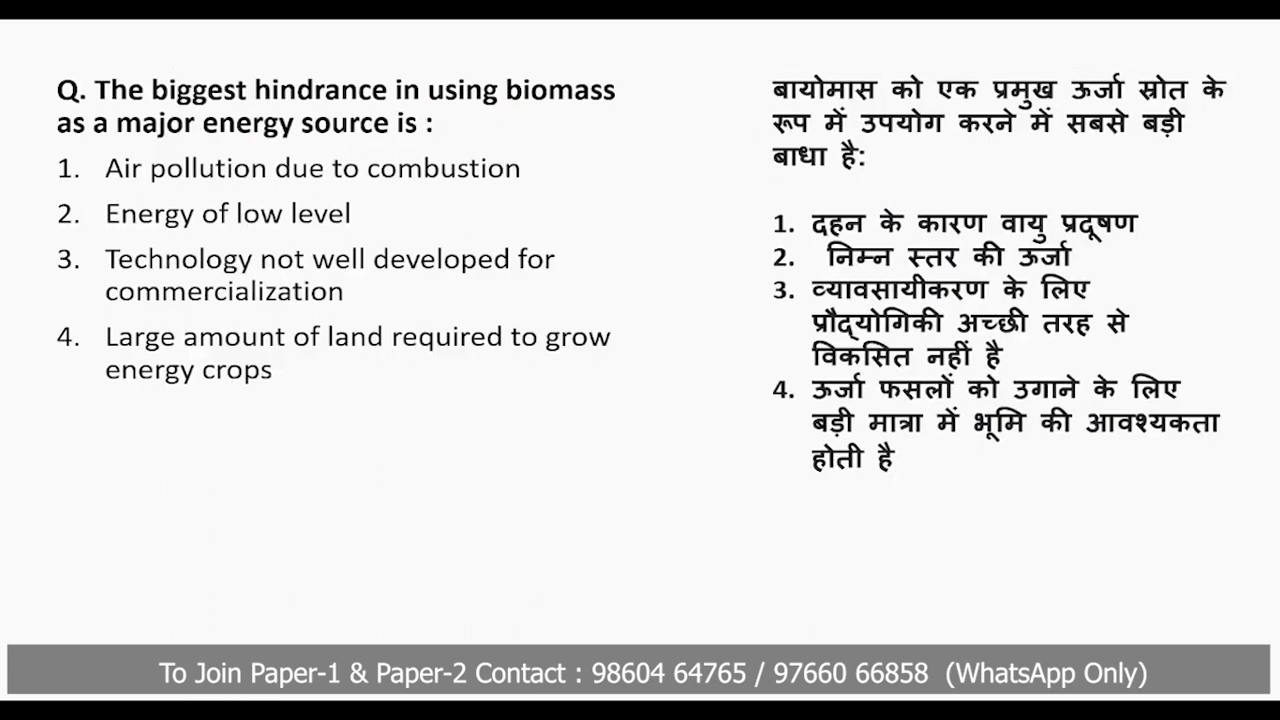 Q. The biggest hindrance in using biomass
as a major energy source is :
1. Air pollution due to combustion
2. Energy of low level
3. Technology not well developed for
commercialization
4. Large amount of land required to grow
energy crops
बायोमास को एक प्रमुख ऊर्जा स्रोत के
रूप में उपयोग करने में सबसे बड़ी
बाधा है:
1. दहन के कारण वायु प्रदूषण
2. निम्न स्तर की ऊर्जा
3. व्यावसायीकरण के लिए
प्रौद्योगिकी अच्छी तरह से
विकसित नहीं है
4. ऊर्जा फसलों को उगाने के लिए
बड़ी मात्रा में भूमि की आवश्यकता
होती है
To Join Paper-1 & Paper-2 Contact : 98604 64765 / 97660 66858 (WhatsApp Only)